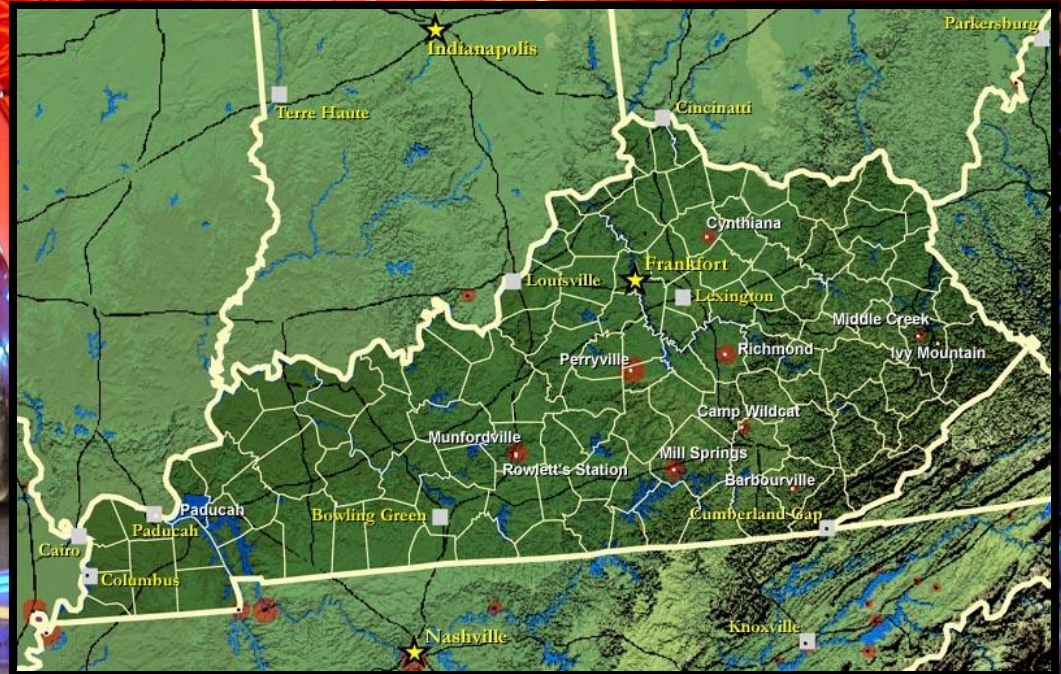 Parkersburg
Indianapolis
Terre Haute
Cincinatti
Cynthiana
Frankfort
Louisville
Lexington
Middle Creek
Ivy Mountain
Richmond
Perryville
Camp Wildcat
Munfordville
Rowlett's Station
Mill Springs
Barbourville
Bowling Green
Cumberland Gap
Paducah
Paducah
Cairo
Columbus
Knoxville
Nashville